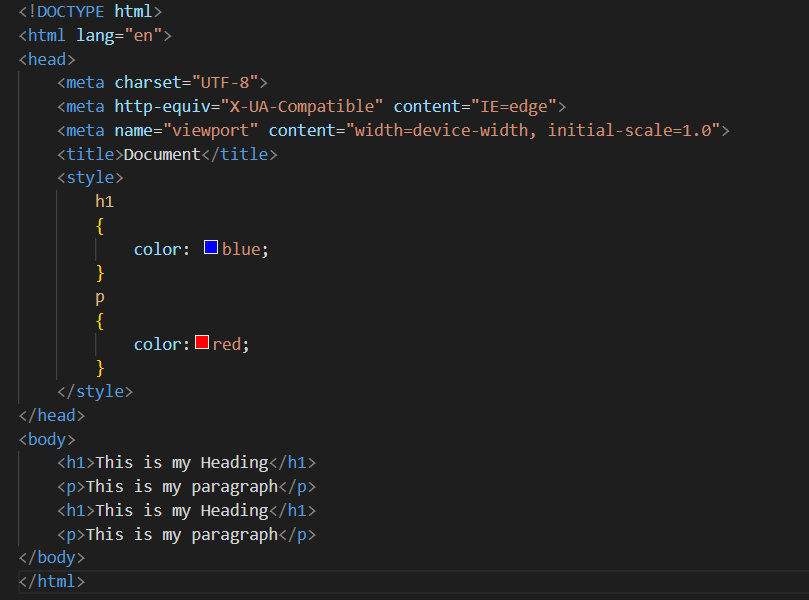 <!DOCTYPE html>
<html lang="en">
<head>
    <meta charset="UTF-8">
    <meta http-equiv="X-UA-Compatible" content="IE=edge">
    <meta name="viewport" content="width=device-width, initial-scale=1.0">
    <title>Document</title>
    <style>
        h1
        {
            color: blue;
        }
        p
        {
            color:red;
        }
    </style>
</head>
<body>
    <h1>This is my Heading</h1>
    <p>This is my paragraph</p>
    <h1>This is my Heading</h1>
    <p>This is my paragraph</p>
</body>
</html>